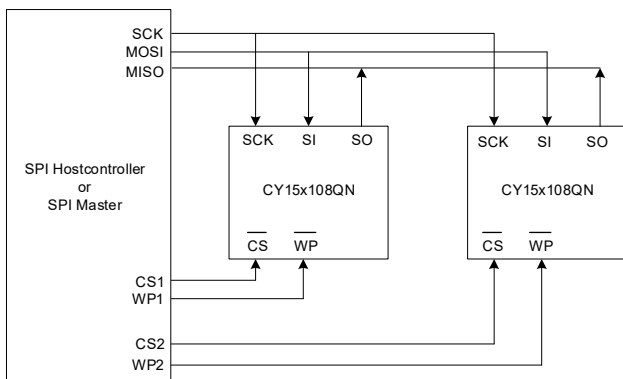 SCK
MOSI
MISO
SCK SI SO
SCK SI SO
SPI Hostcontroller
or
SPI Master
CY15x108QN
CY15x108QN
CS WP
CS WP
CS1
WP1
CS2
WP2